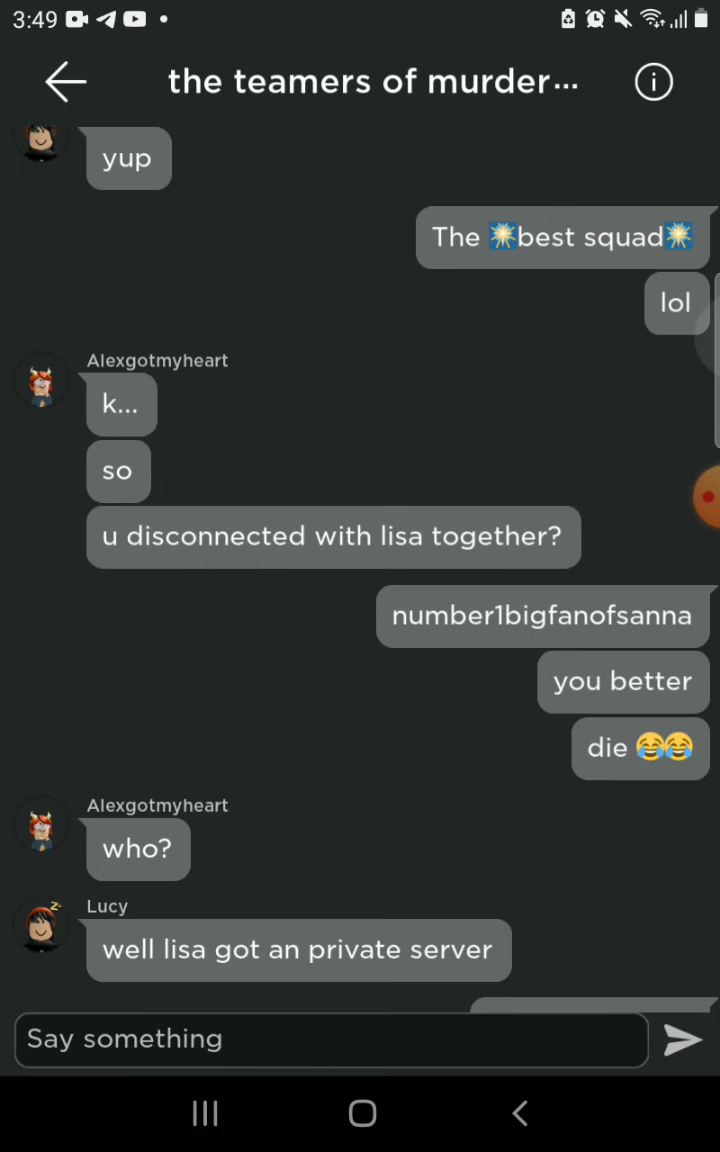 3:49
the teamers of murder...
yup
The 🎇best squad🎇
lol
Alexgotmyheart
k...
so
u disconnected with lisa together?
number1bigfanofsanna
you better
die 😂😂
Alexgotmyheart
who?
z
Lucy
well lisa got an private server
Say something